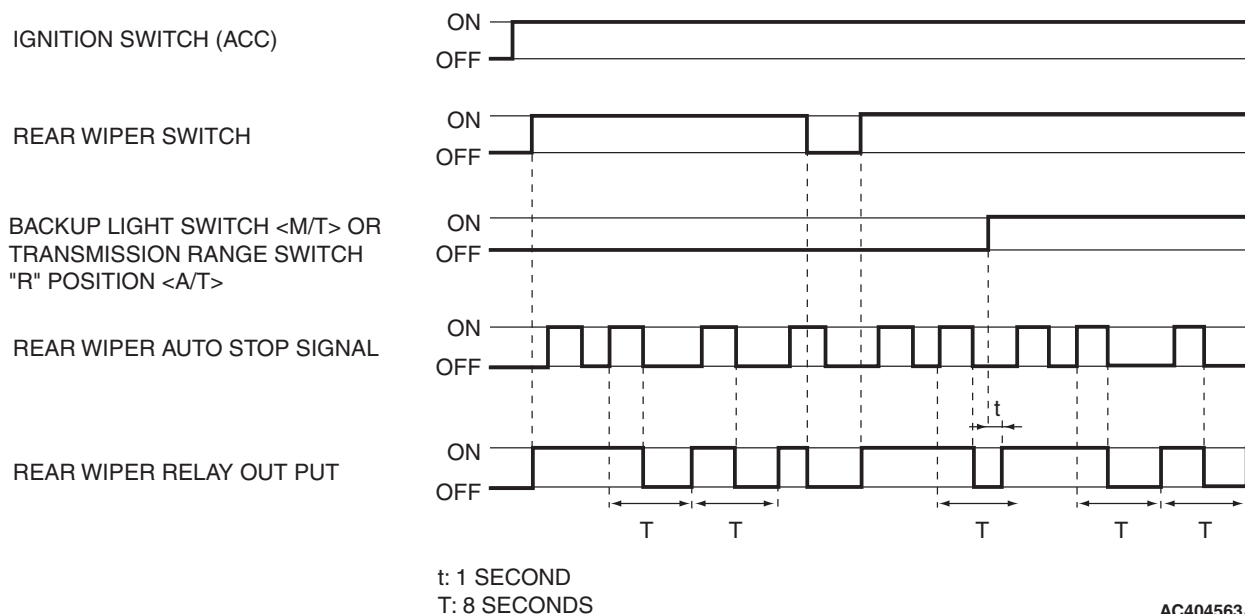 IGNITION SWITCH (ACC)
ON
OFF
REAR WIPER SWITCH
ON
OFF
BACKUP LIGHT SWITCH <M/T> OR
TRANSMISSION RANGE SWITCH
"R" POSITION <A/T>
ON
OFF
REAR WIPER AUTO STOP SIGNAL
ON
OFF
t
REAR WIPER RELAY OUT PUT
ON
OFF
T T T T T
t: 1 SECOND
T: 8 SECONDS
AC404563